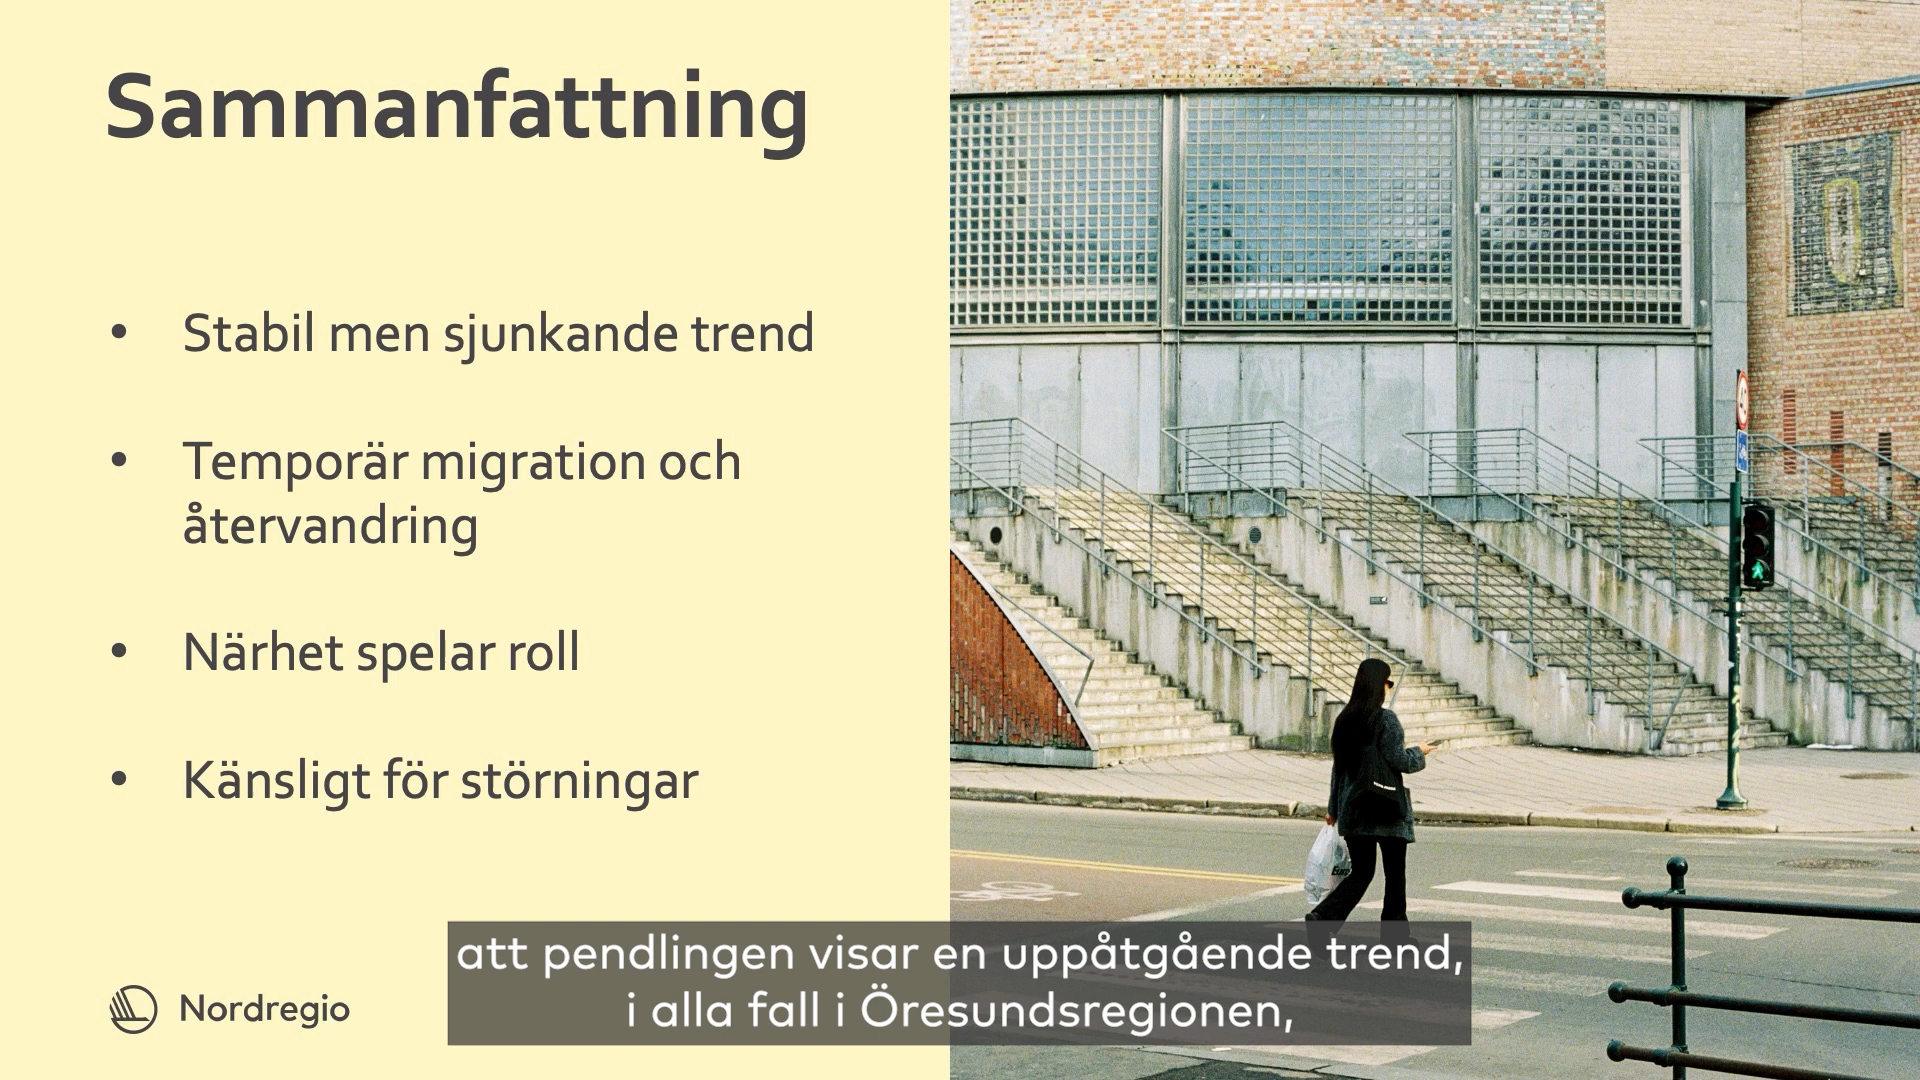 Sammanfattning
• Stabil men sjunkande trend
• Temporär migration och
återvandring
• Närhet spelar roll
• Känsligt för störningar
Nordregio
att pendlingen visar en uppåtgående trend,
i alla fall i Öresundsregionen,